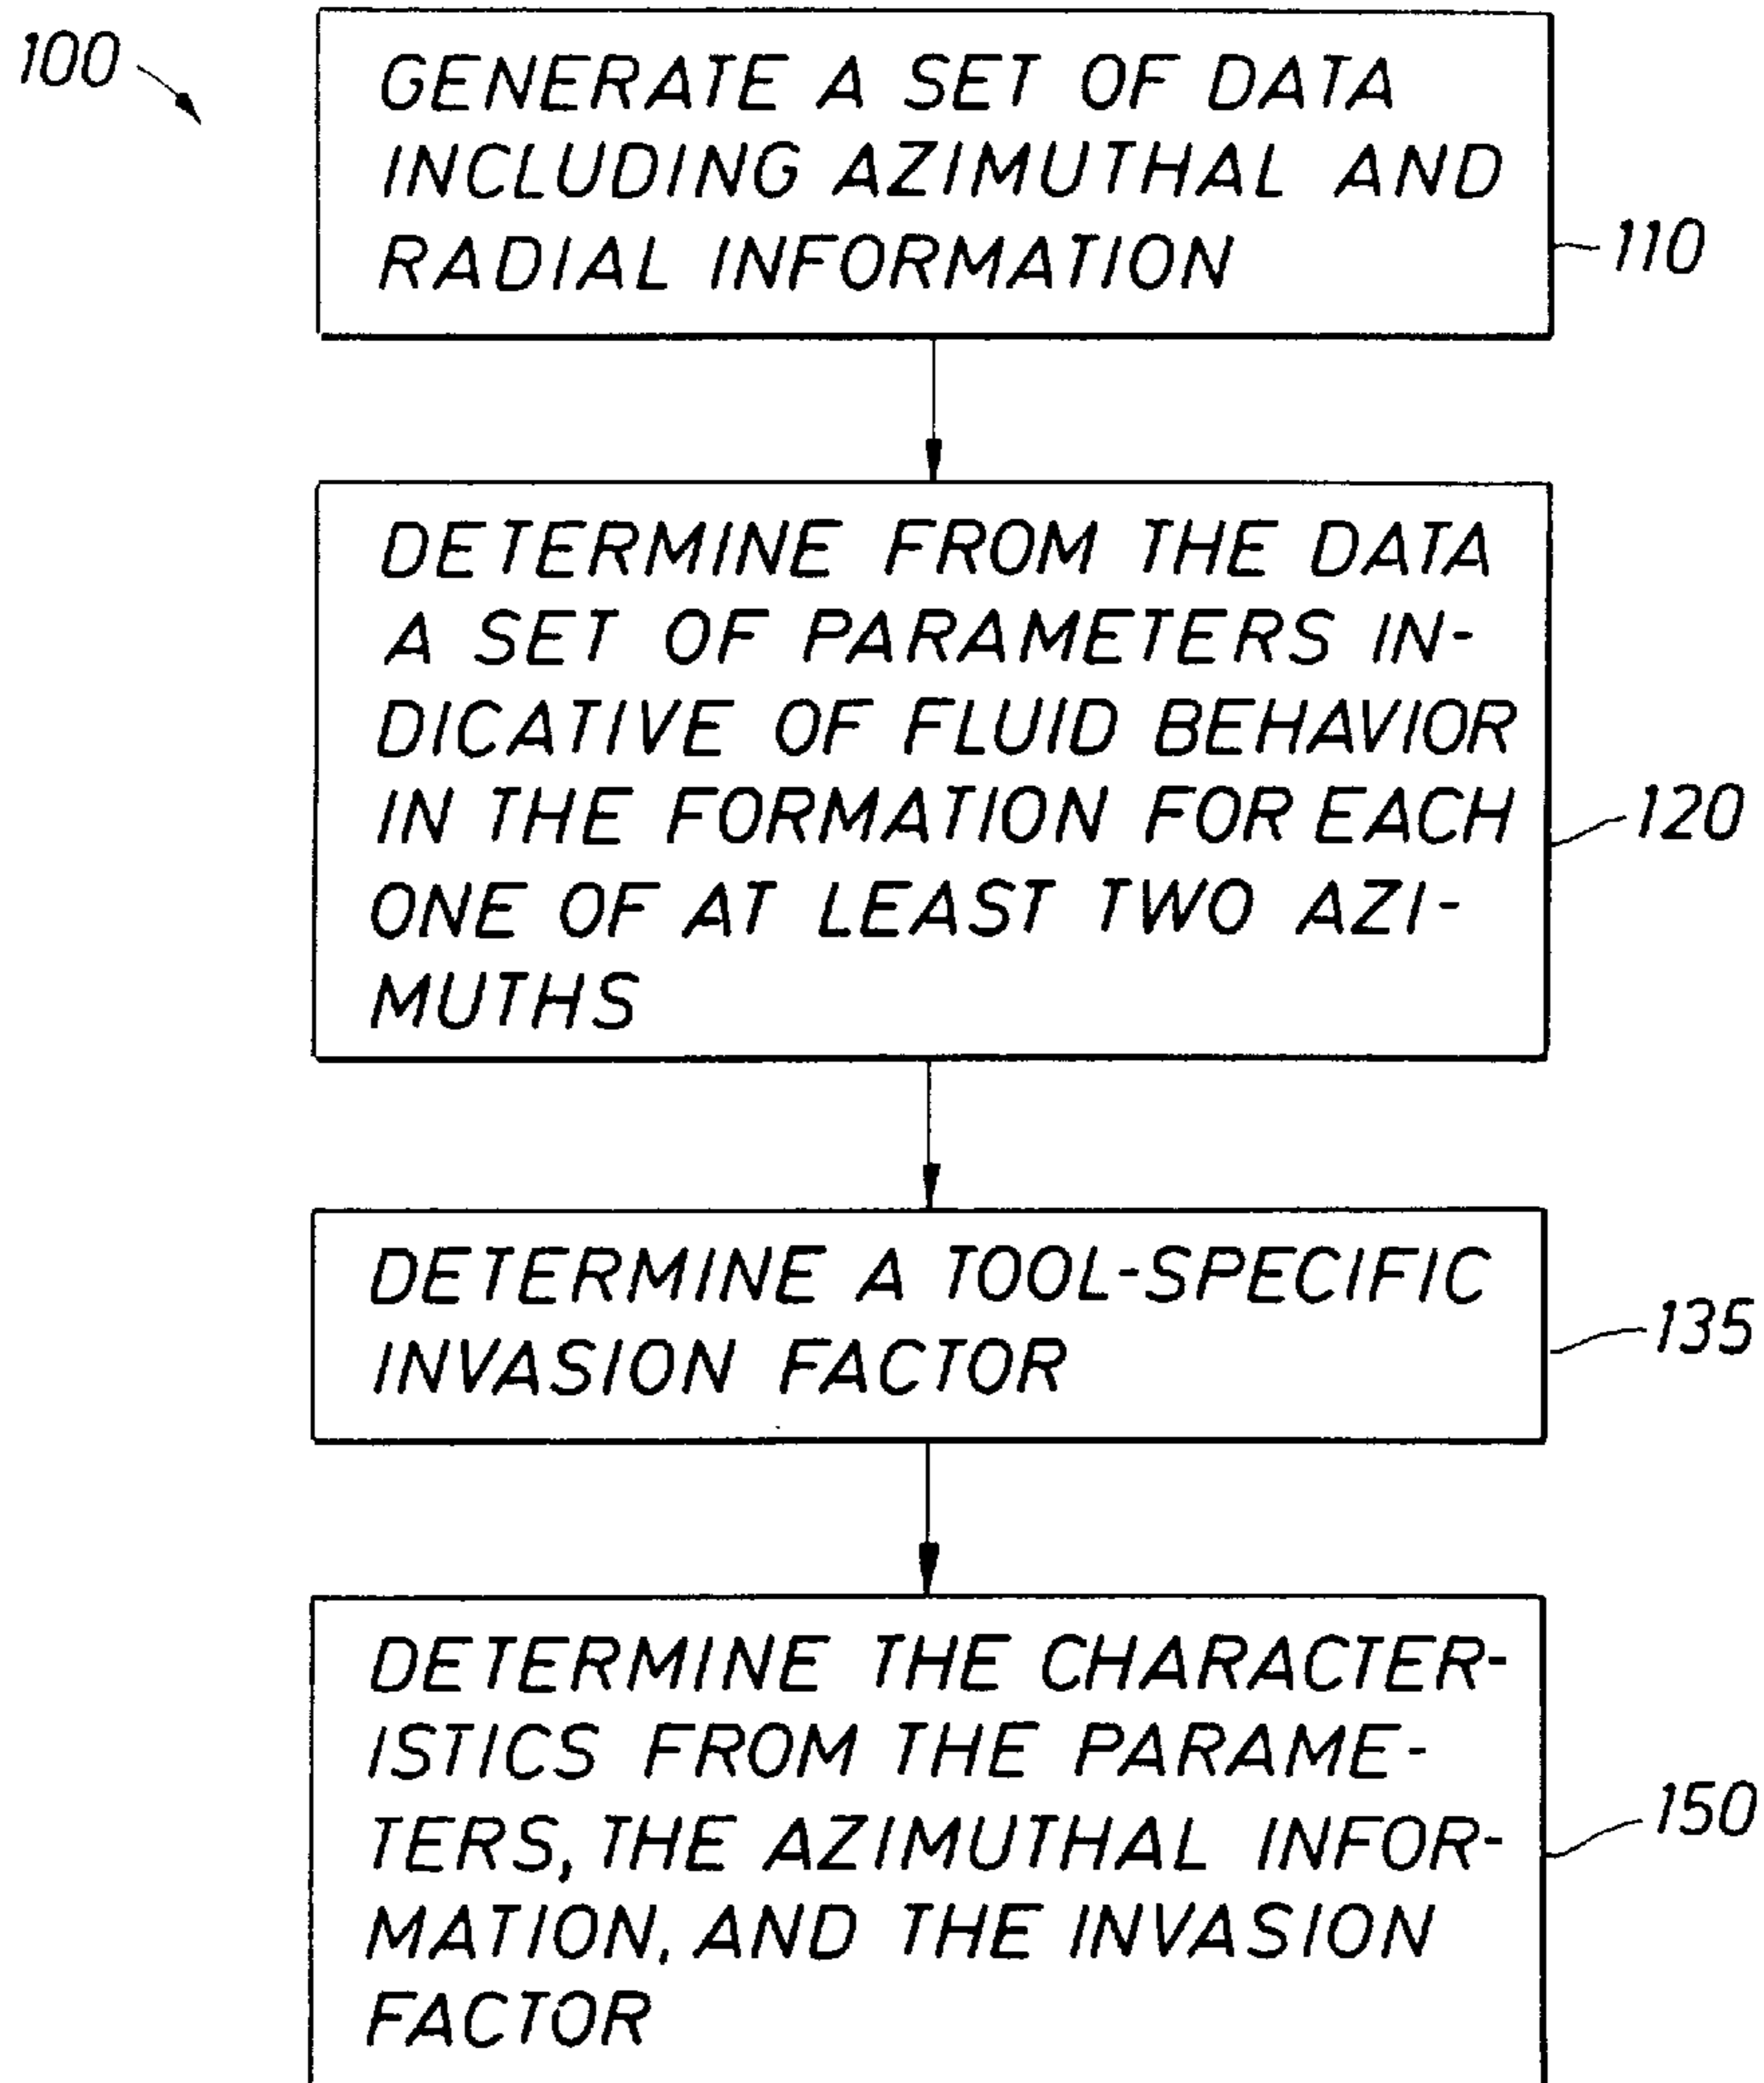 100
GENERATE A SET OF DATA
INCLUDING AZIMUTHAL AND
RADIAL INFORMATION
110
DETERMINE FROM THE DATA
A SET OF PARAMETERS IN-
DICATIVE OF FLUID BEHAVIOR
IN THE FORMATION FOR EACH
120
ONE OF AT LEAST TWO AZI-
MUTHS
DETERMINE A TOOL-SPECIFIC
INVASION FACTOR
135
DETERMINE THE CHARACTER-
ISTICS FROM THE PARAME-
TERS, THE AZIMUTHAL INFOR-
150
MATION, AND THE INVASION
FACTOR